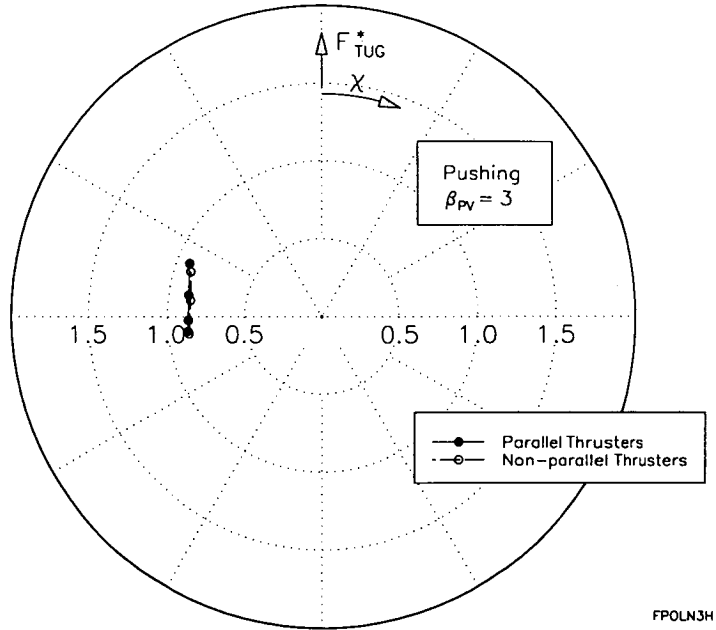 F*TUG
χ
Pushing
βPV = 3
1.5 1.0 0.5 0.5 1.0 1.5
Parallel Thrusters
Non-parallel Thrusters
FPOLN3H